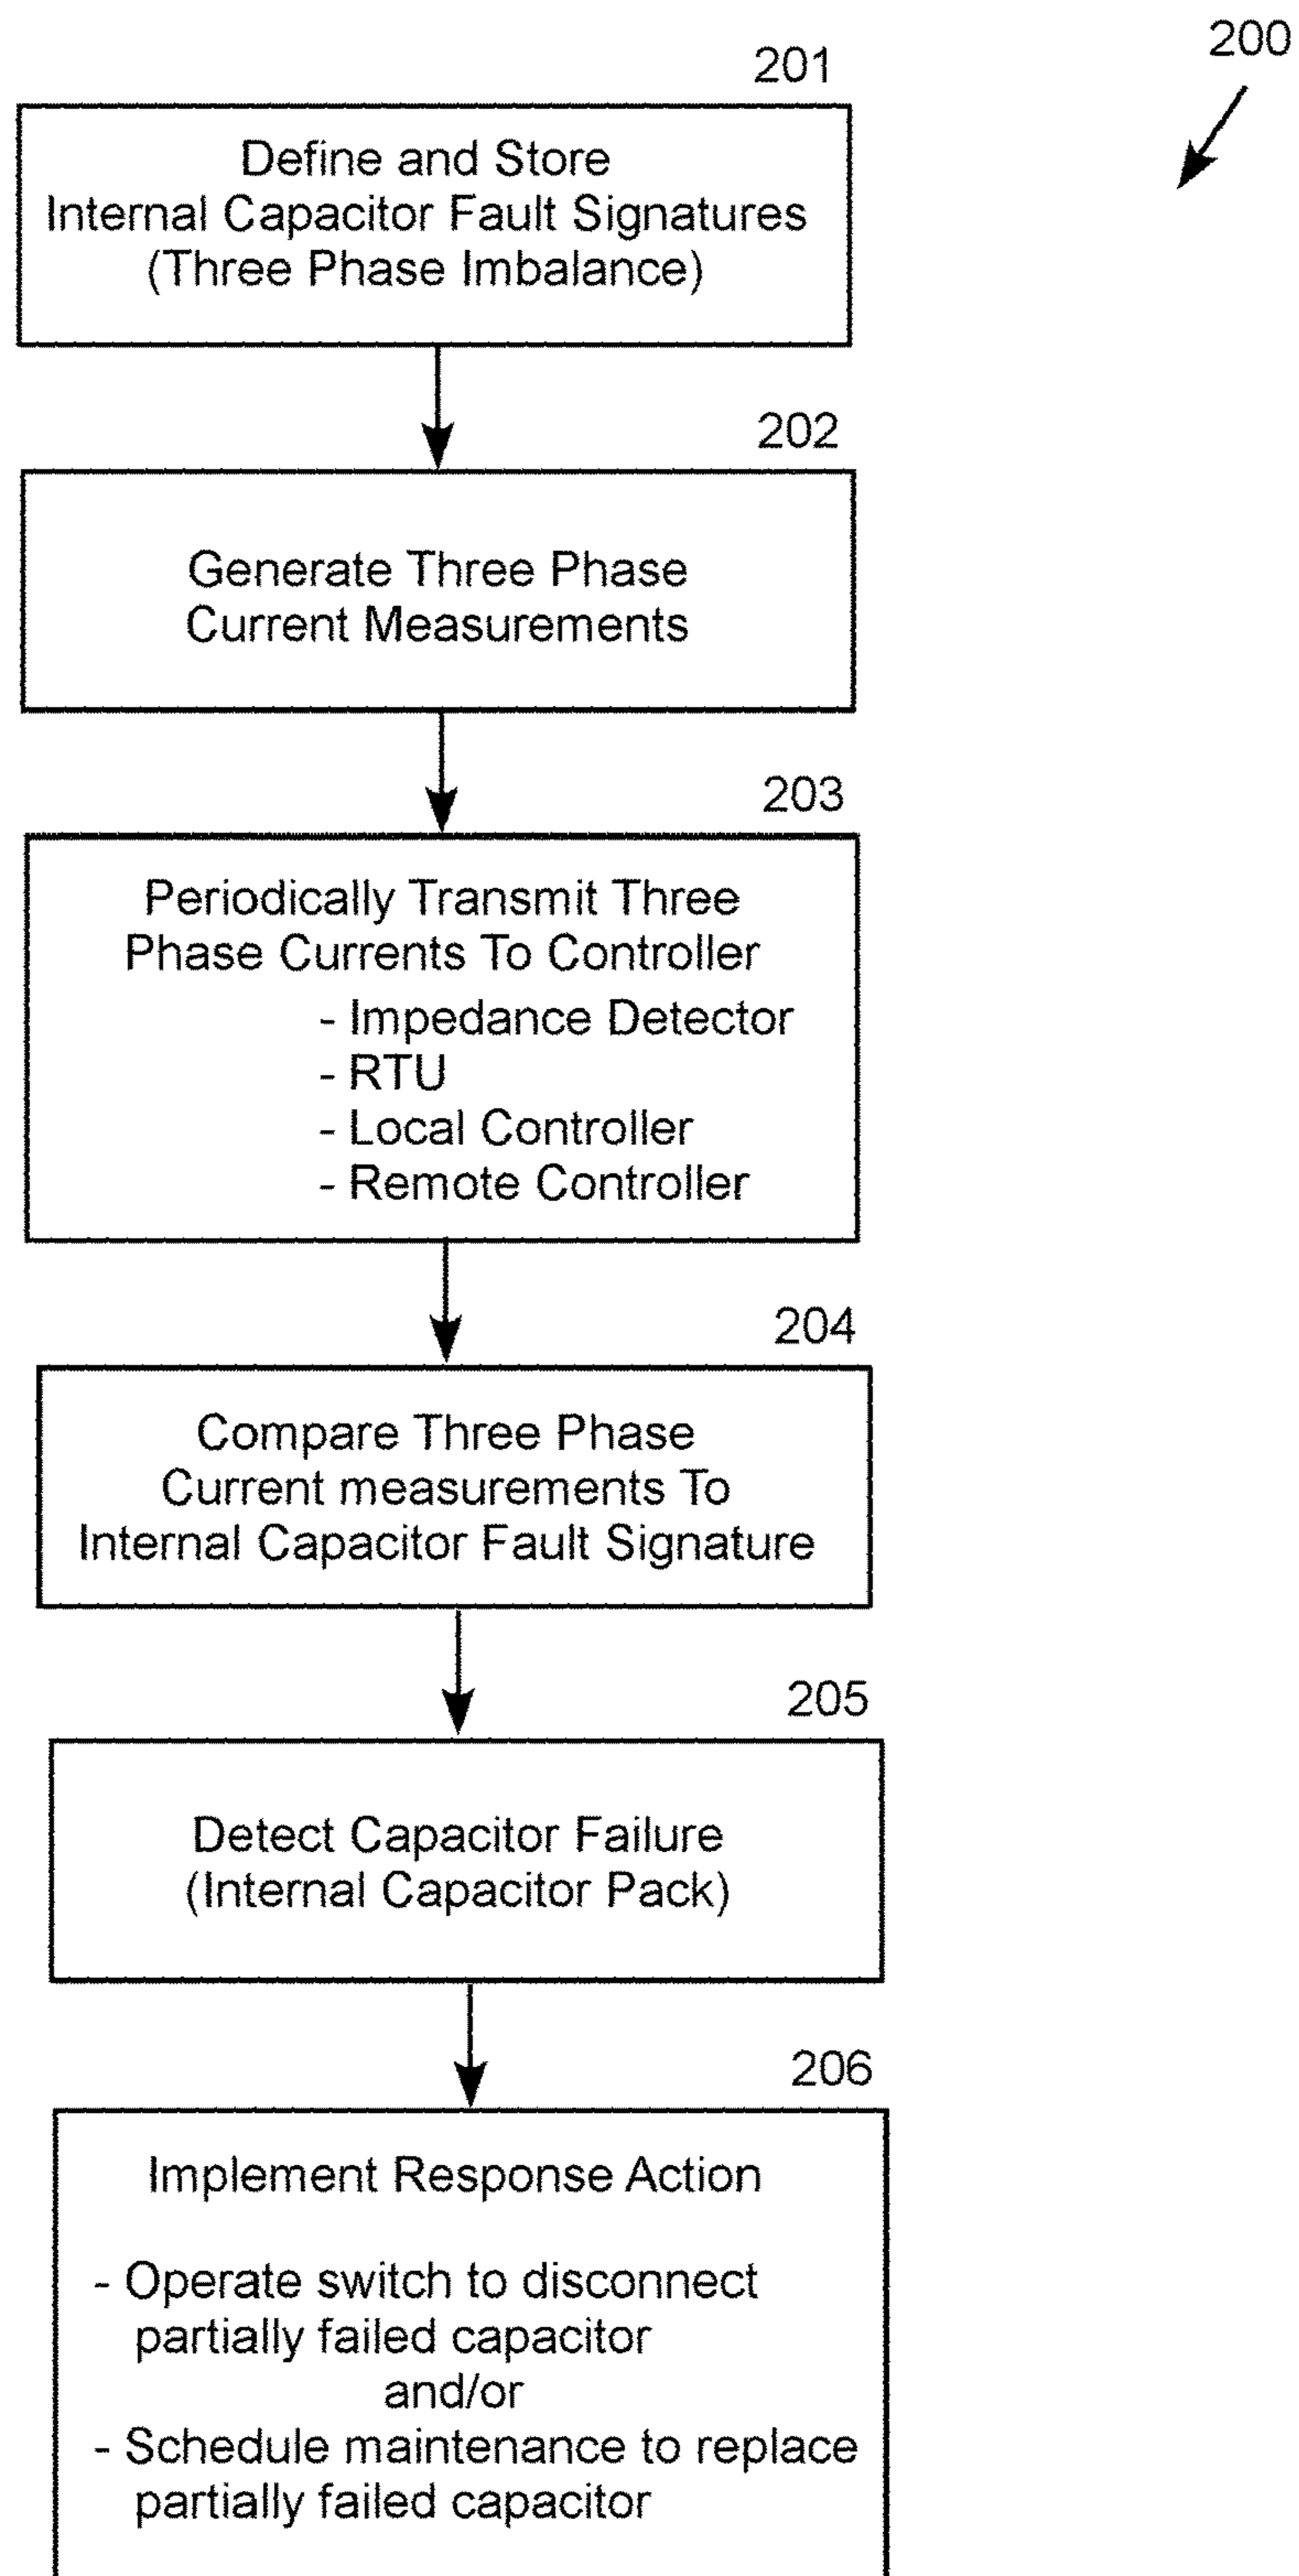 200
201
Define and Store
Internal Capacitor Fault Signatures
(Three Phase Imbalance)
202
Generate Three Phase
Current Measurements
203
Periodically Transmit Three
Phase Currents To Controller
- Impedance Detector
- RTU
- Local Controller
- Remote Controller
204
Compare Three Phase
Current measurements To
Internal Capacitor Fault Signature
205
Detect Capacitor Failure
(Internal Capacitor Pack)
206
Implement Response Action
- Operate switch to disconnect
partially failed capacitor
and/or
- Schedule maintenance to replace
partially failed capacitor